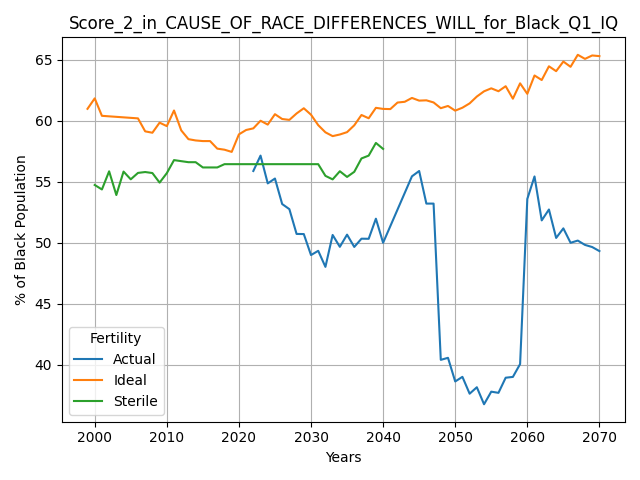 Score_2_in_CAUSE_OF_RACE_DIFFERENCES_WILL_for_Black_Q1_IQ
% of Black Population
65
60
55
50
45
40
Fertility
Actual
Ideal
Sterile
2000 2010 2020 2030 2040 2050 2060 2070
Years